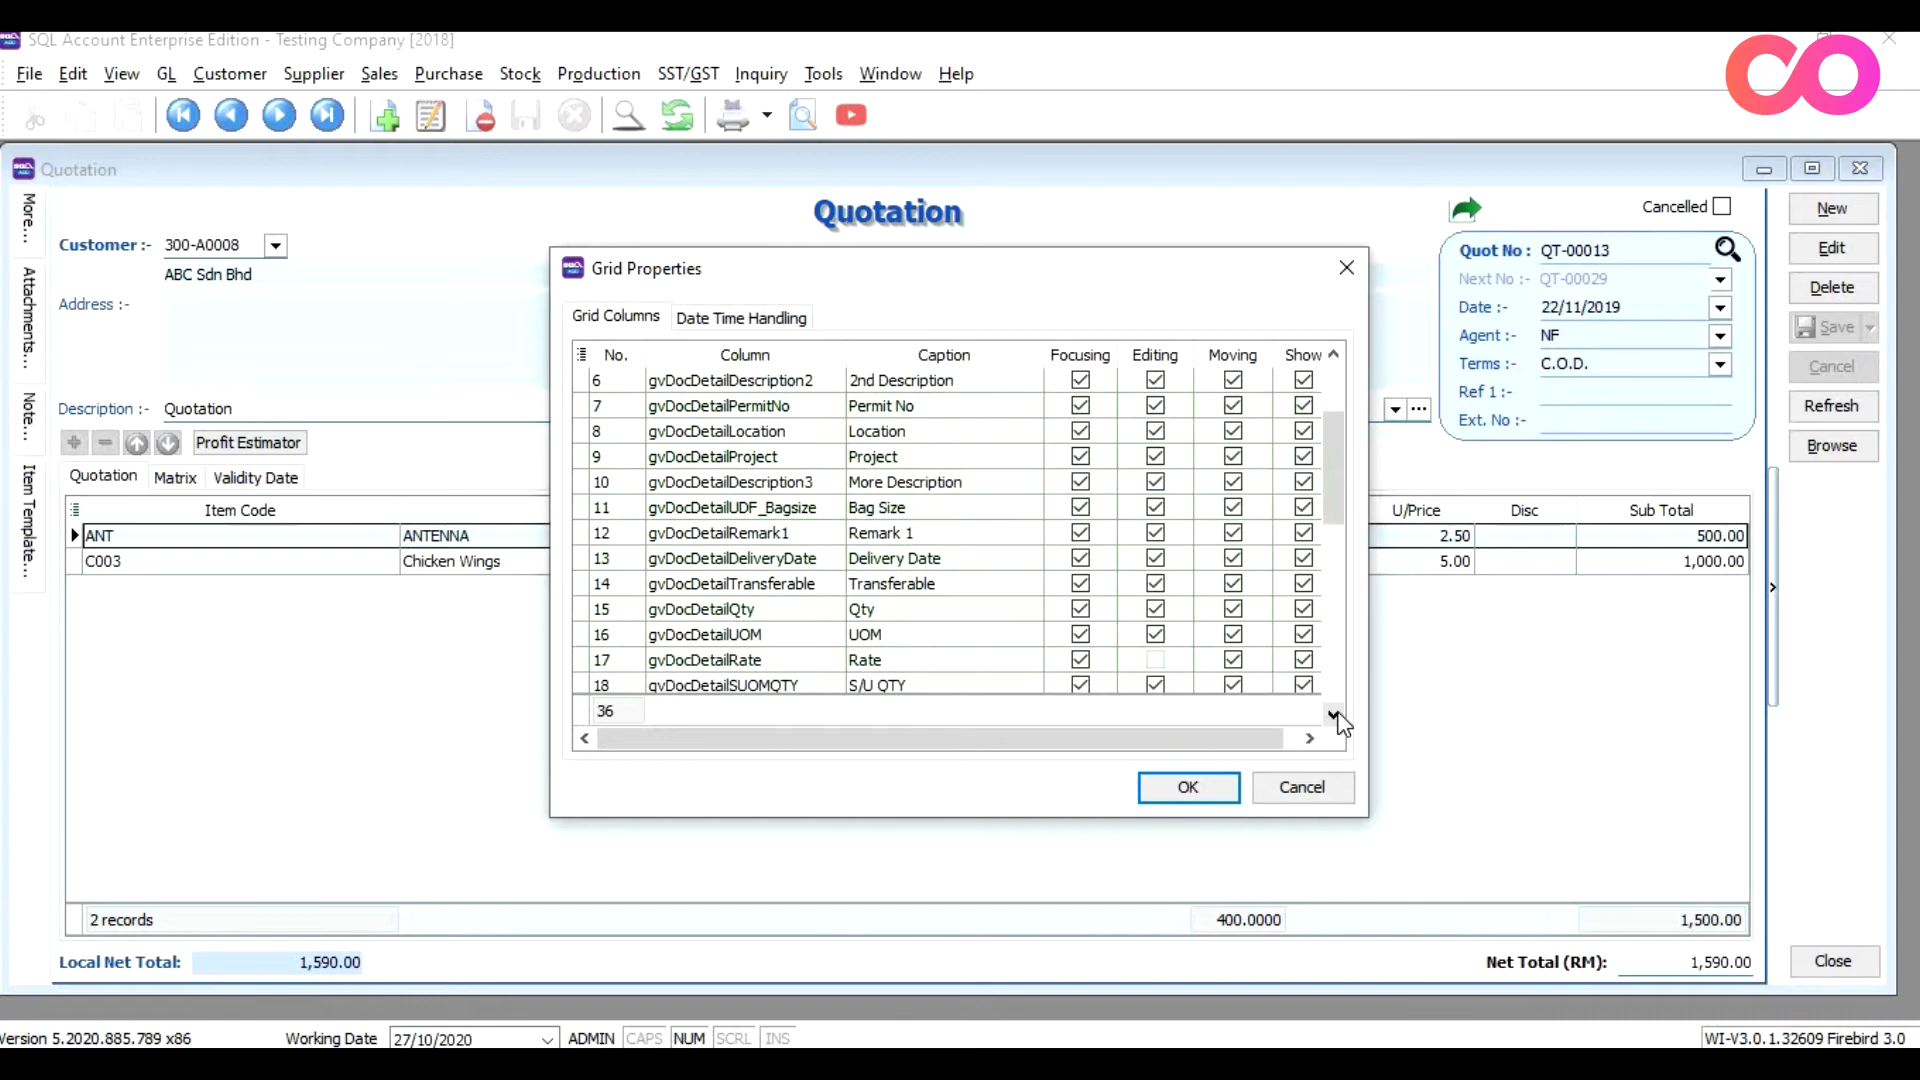 SQL Account Enterprise Edition - Testing Company [2018]
File Edit View GL Customer Supplier Sales Purchase Stock Production SST/GST Inquiry Tools Window Help
Quotation
More...
Attachments...
Note...
Item Template...
Quotation
Cancelled
Customer :- 300-A0008
ABC Sdn Bhd
Address :-
Description :- Quotation
Profit Estimator
Quotation Matrix Validity Date
Item Code
ANT ANTENNA
C003 Chicken Wings
Grid Properties
Grid Columns Date Time Handling
No. Column Caption Focusing Editing Moving Show
6 gvDocDetailDescription2 2nd Description
7 gvDocDetailPermitNo Permit No
8 gvDocDetailLocation Location
9 gvDocDetailProject Project
10 gvDocDetailDescription3 More Description
11 gvDocDetailUDF_Bagsize Bag Size
12 gvDocDetailRemark1 Remark 1
13 gvDocDetailDeliveryDate Delivery Date
14 gvDocDetailTransferable Transferable
15 gvDocDetailQty Qty
16 gvDocDetailUOM UOM
17 gvDocDetailRate Rate
18 gvDocDetailSUOMQTY S/U QTY
36
OK Cancel
Quot No : QT-00013
Next No :- QT-00029
Date :- 22/11/2019
Agent :- NF
Terms :- C.O.D.
Ref 1 :-
Ext. No :-
U/Price Disc Sub Total
2.50 500.00
5.00 1,000.00
New
Edit
Delete
Save
Cancel
Refresh
Browse
2 records 400.0000 1,500.00
Local Net Total: 1,590.00 Net Total (RM): 1,590.00
Close
Version 5.2020.885.789 x86 Working Date 27/10/2020 ADMIN CAPS NUM SCRL INS WI-V3.0.1.32609 Firebird 3.0